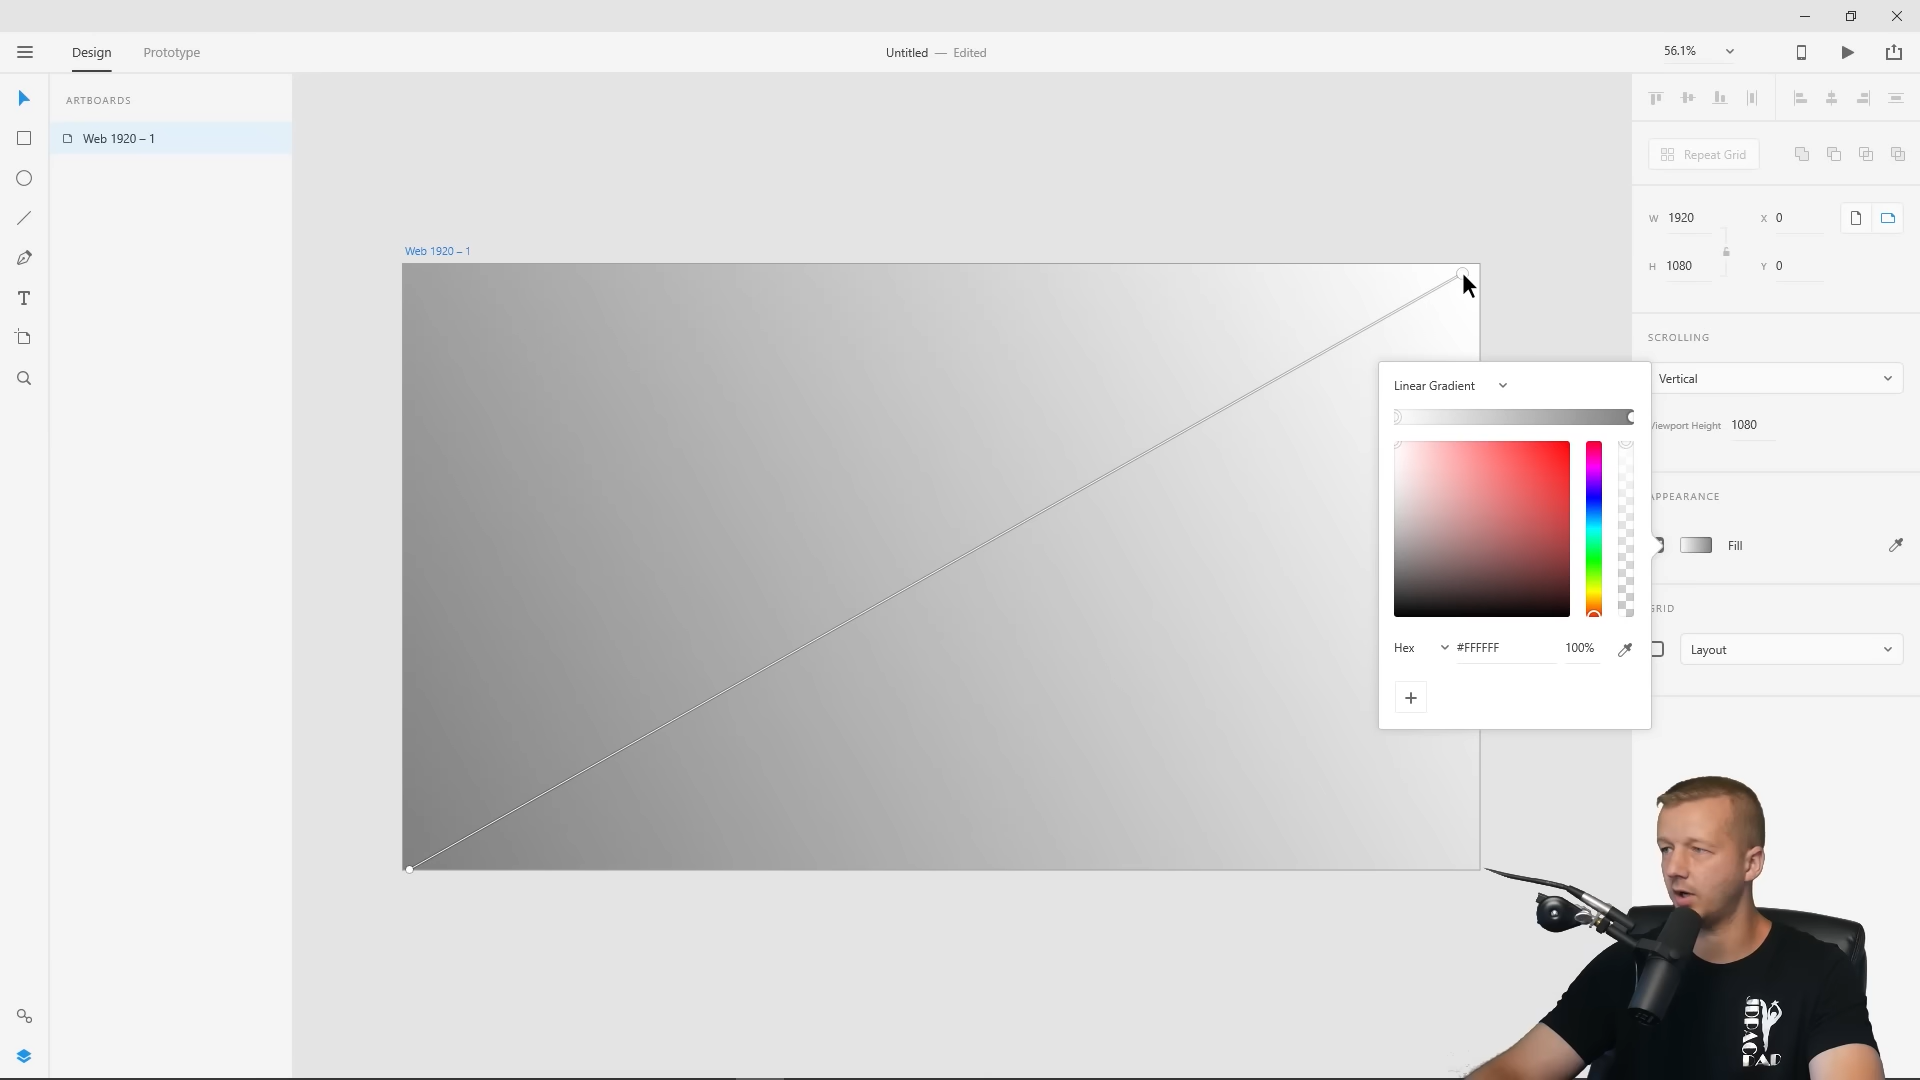 Design
Prototype
Untitled — Edited
56.1%
ARTBOARDS
Web 1920 – 1
Web 1920 – 1
Repeat Grid
W 1920
X 0
H 1080
Y 0
SCROLLING
Vertical
Viewport Height 1080
APPEARANCE
Fill
GRID
Layout
Linear Gradient
Hex
#FFFFFF
100%